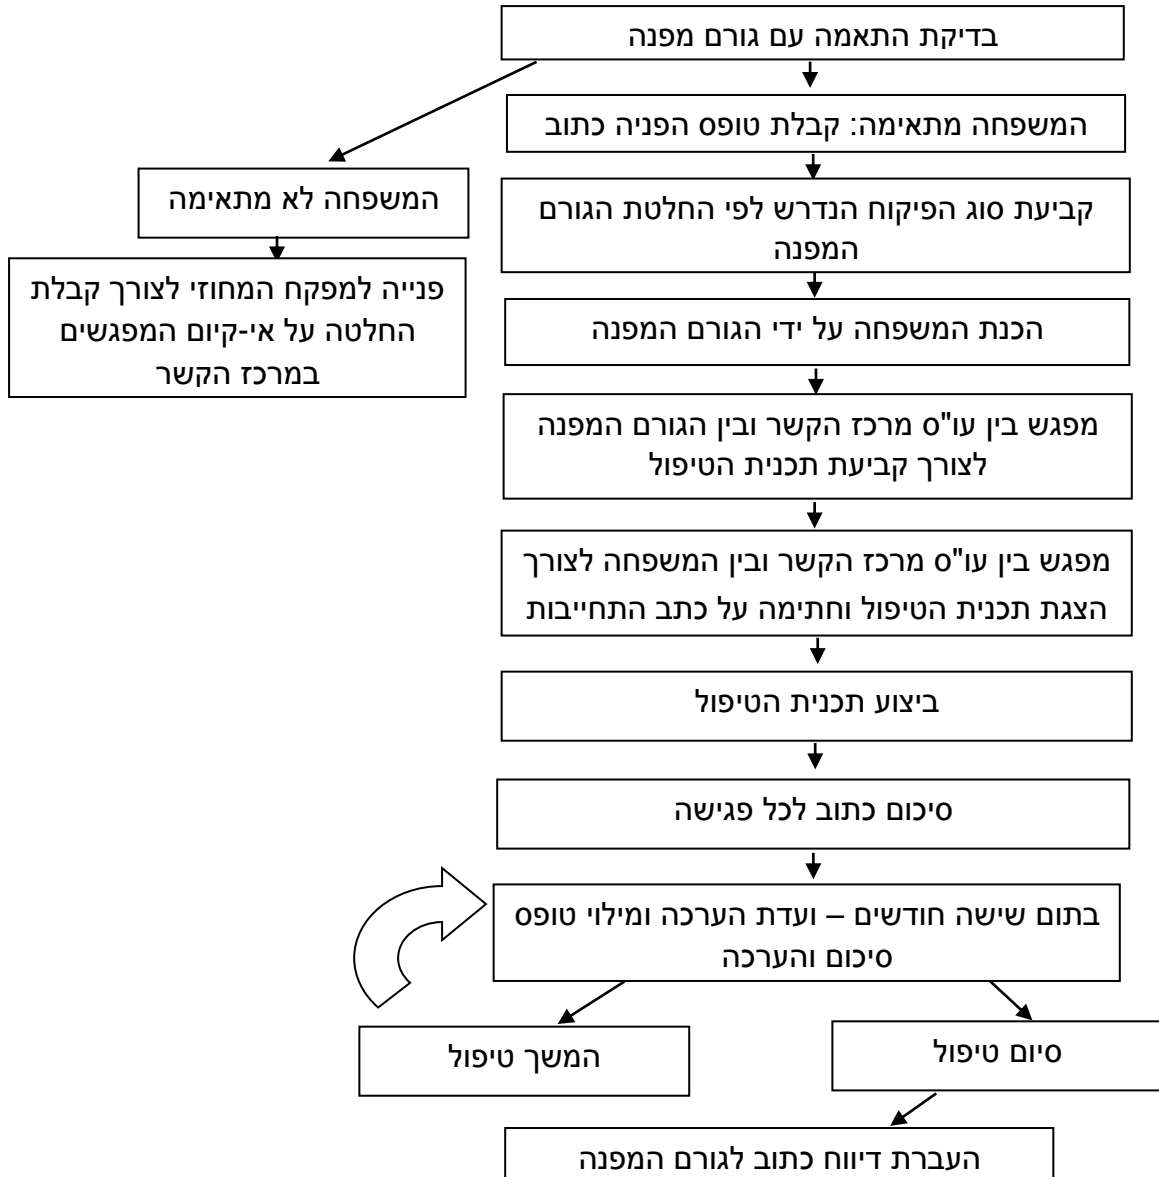 בדיקת התאמה עם גורם מפנה
המשפחה מתאימה: קבלת טופס הפניה כתוב
המשפחה לא מתאימה
פנייה למפקח המחוזי לצורך קבלת
החלטה על אי-קיום המפגשים
במרכז הקשר
קביעת סוג הפיקוח הנדרש לפי החלטת הגורם
המפנה
הכנת המשפחה על ידי הגורם המפנה
מפגש בין עו"ס מרכז הקשר ובין הגורם המפנה
לצורך קביעת תכנית הטיפול
מפגש בין עו"ס מרכז הקשר ובין המשפחה לצורך
הצגת תכנית הטיפול וחתימה על כתב התחייבות
ביצוע תכנית הטיפול
סיכום כתוב לכל פגישה
בתום שישה חודשים – ועדת הערכה ומילוי טופס
סיכום והערכה
סיום טיפול
המשך טיפול
העברת דיווח כתוב לגורם המפנה